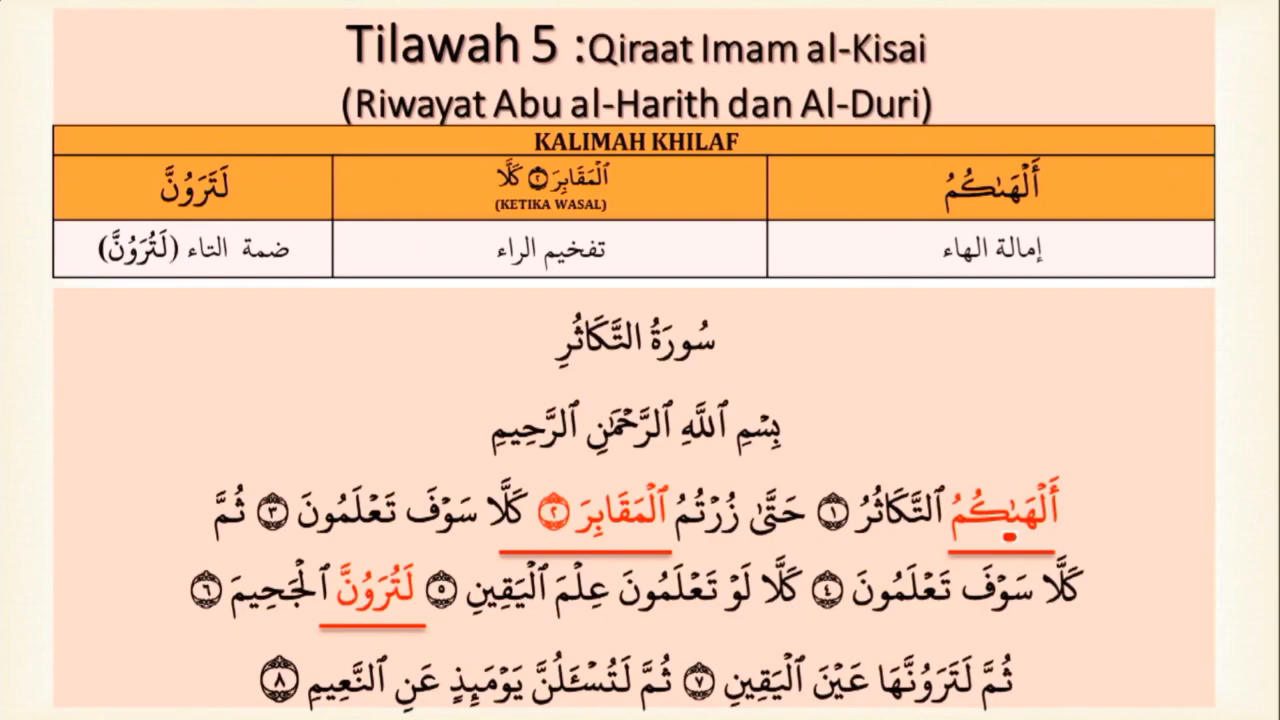 Tilawah 5 :Qiraat Imam al-Kisai
(Riwayat Abu al-Harith dan Al-Duri)
KALIMAH KHILAF
أَلْهَىٰكُمُ
ٱلْمَقَابِرَ ٢ كَلَّا
(KETIKA WASAL)
لَتَرَوُنَّ
إمالة الهاء
تفخيم الراء
ضمة التاء (لَتُرَوُنَّ)
سُورَةُ التَّكَاثُرِ
بِسْمِ ٱللَّهِ ٱلرَّحْمَٰنِ ٱلرَّحِيمِ
أَلْهَىٰكُمُ ٱلتَّكَاثُرُ ١ حَتَّىٰ زُرْتُمُ ٱلْمَقَابِرَ ٢ كَلَّا سَوْفَ تَعْلَمُونَ ٣ ثُمَّ
كَلَّا سَوْفَ تَعْلَمُونَ ٤ كَلَّا لَوْ تَعْلَمُونَ عِلْمَ ٱلْيَقِينِ ٥ لَتُرَوُنَّ ٱلْجَحِيمَ ٦
ثُمَّ لَتَرَوُنَّهَا عَيْنَ ٱلْيَقِينِ ٧ ثُمَّ لَتُسْـَٔلُنَّ يَوْمَئِذٍ عَنِ ٱلنَّعِيمِ ٨